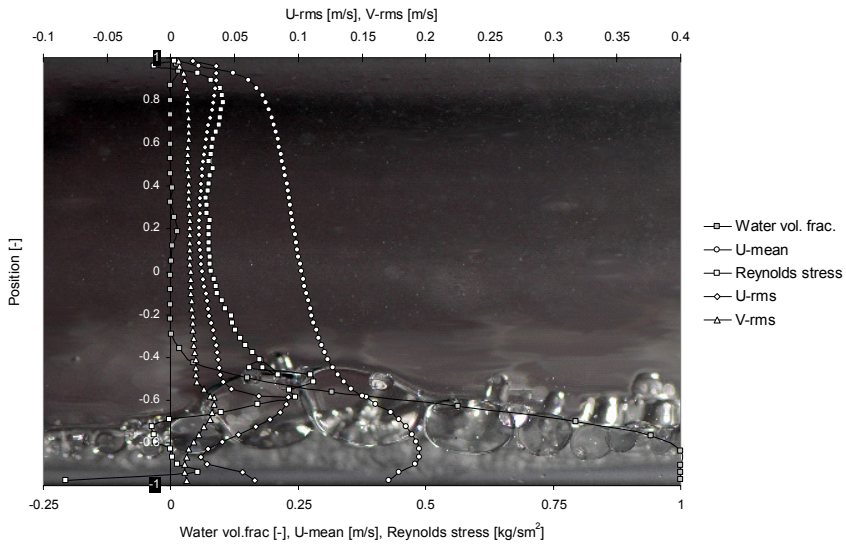 U-rms [m/s], V-rms [m/s]
-0.1 -0.05 0 0.05 0.1 0.15 0.2 0.25 0.3 0.35 0.4
1
0.8
0.6
0.4
0.2
0
-0.2
-0.4
-0.6
-0.8
-1
Position [-]
Water vol. frac.
U-mean
Reynolds stress
U-rms
V-rms
-0.25 0 0.25 0.5 0.75 1
Water vol.frac [-], U-mean [m/s], Reynolds stress [kg/sm²]